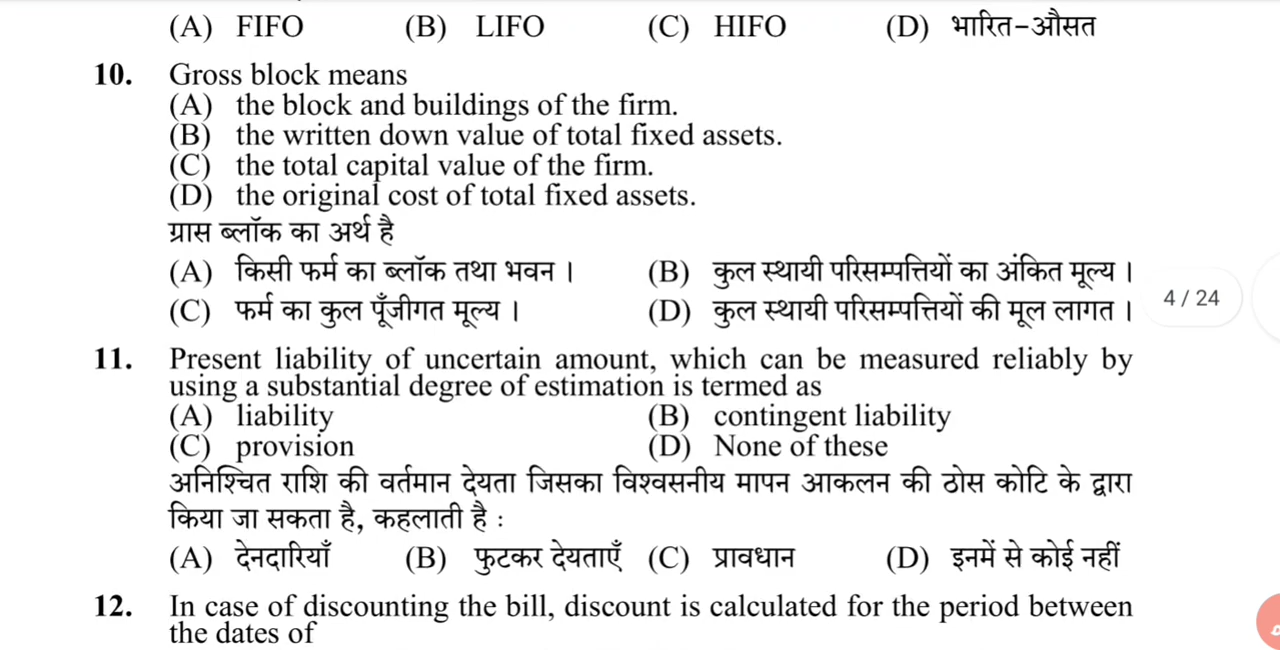 (A) FIFO (B) LIFO (C) HIFO (D) भारित-औसत
10. Gross block means
(A) the block and buildings of the firm.
(B) the written down value of total fixed assets.
(C) the total capital value of the firm.
(D) the original cost of total fixed assets.
ग्रास ब्लॉक का अर्थ है
(A) किसी फर्म का ब्लॉक तथा भवन । (B) कुल स्थायी परिसम्पत्तियों का अंकित मूल्य ।
(C) फर्म का कुल पूँजीगत मूल्य । (D) कुल स्थायी परिसम्पत्तियों की मूल लागत ।
4 / 24
11. Present liability of uncertain amount, which can be measured reliably by
using a substantial degree of estimation is termed as
(A) liability (B) contingent liability
(C) provision (D) None of these
अनिश्चित राशि की वर्तमान देयता जिसका विश्वसनीय मापन आकलन की ठोस कोटि के द्वारा
किया जा सकता है, कहलाती है :
(A) देनदारियाँ (B) फुटकर देयताएँ (C) प्रावधान (D) इनमें से कोई नहीं
12. In case of discounting the bill, discount is calculated for the period between
the dates of